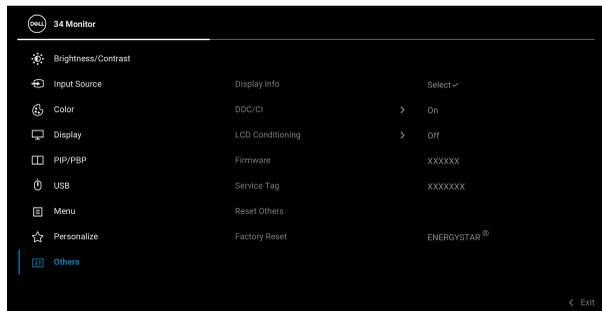 DELL 34 Monitor
Brightness/Contrast
Input Source Display Info Select✓
Color DDC/CI > On
Display LCD Conditioning > Off
PIP/PBP Firmware XXXXXX
USB Service Tag XXXXXXX
Menu Reset Others
Personalize Factory Reset ENERGYSTAR ®
Others
< Exit